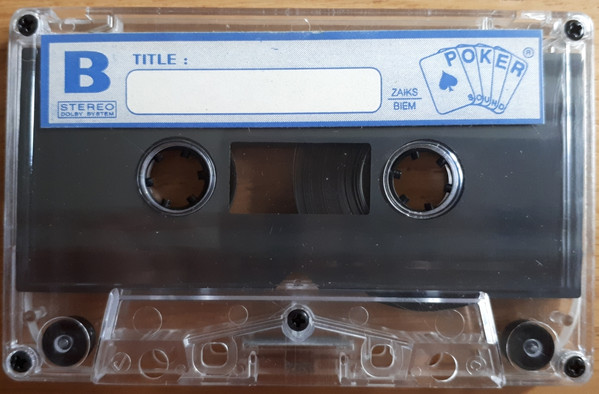 B
TITLE :
STEREO
DOLBY SYSTEM
ZAiKS
BIEM
POKER
SOUND
®